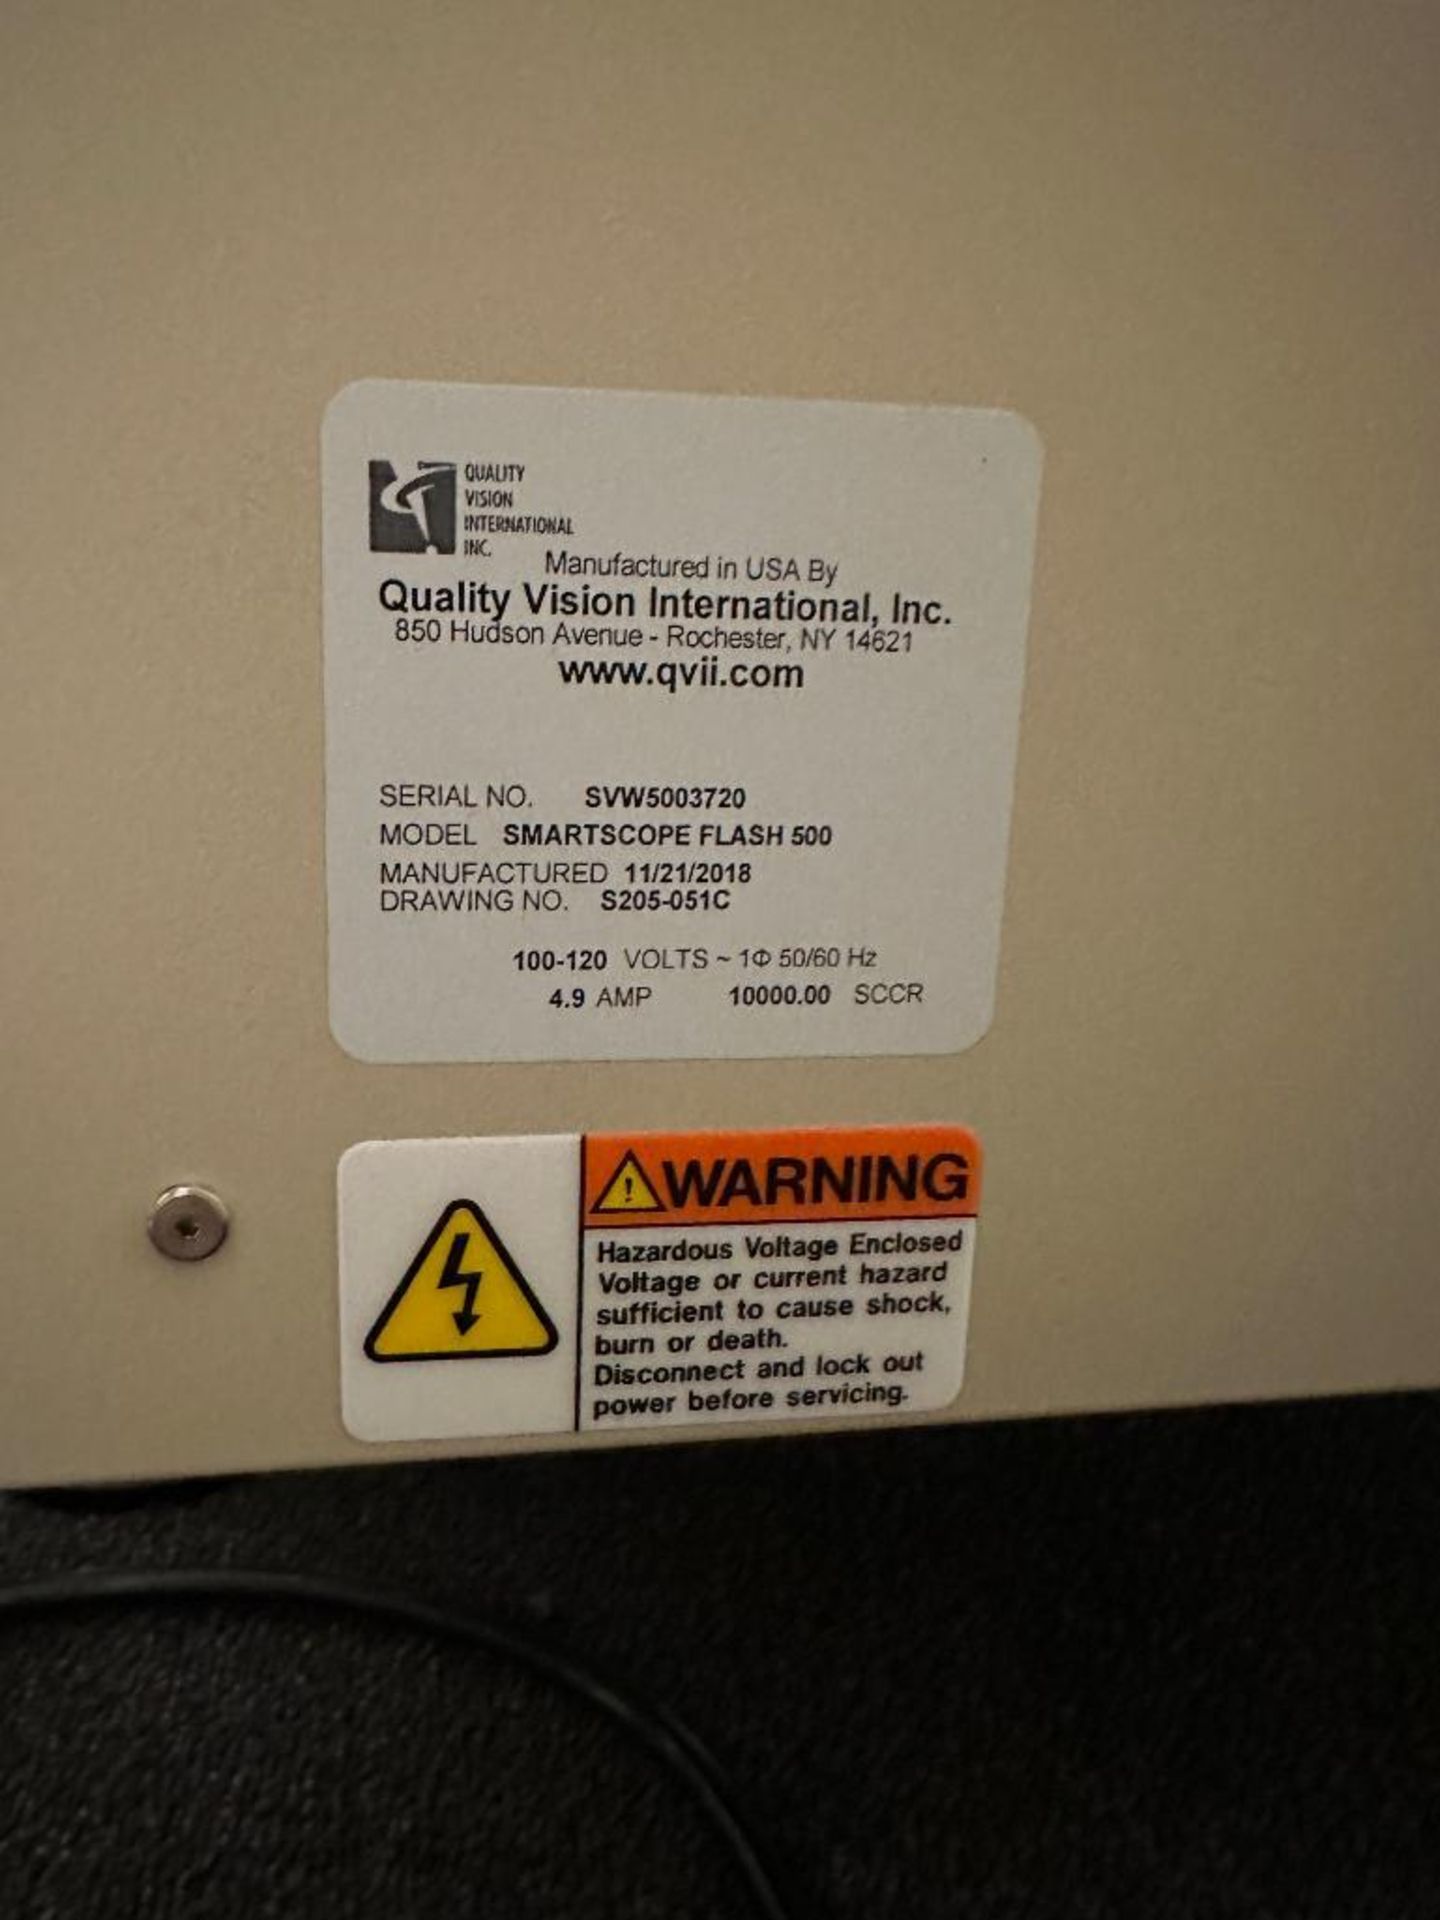 QUALITY
VISION
INTERNATIONAL
INC.
Manufactured in USA By
Quality Vision International, Inc.
850 Hudson Avenue - Rochester, NY 14621
www.qvii.com
SERIAL NO. SVW5003720
MODEL SMARTSCOPE FLASH 500
MANUFACTURED 11/21/2018
DRAWING NO. S205-051C
100-120 VOLTS ~ 1Φ 50/60 Hz
4.9 AMP 10000.00 SCCR
WARNING
Hazardous Voltage Enclosed
Voltage or current hazard
sufficient to cause shock,
burn or death.
Disconnect and lock out
power before servicing.